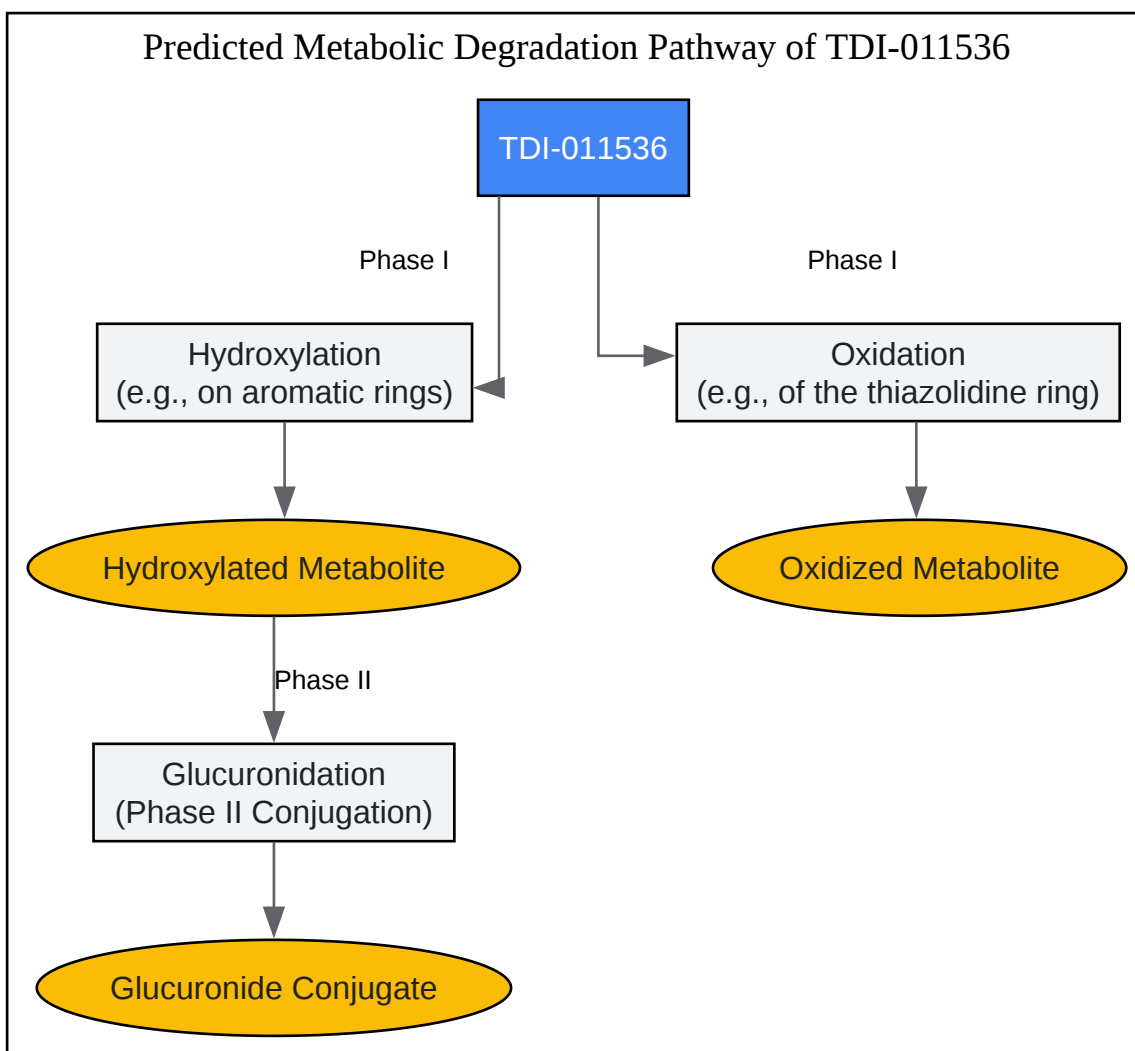 Predicted Metabolic Degradation Pathway of TDI-011536
TDI-011536
Phase I
Phase I
Hydroxylation
(e.g., on aromatic rings)
Oxidation
(e.g., of the thiazolidine ring)
Hydroxylated Metabolite
Oxidized Metabolite
Phase II
Glucuronidation
(Phase II Conjugation)
Glucuronide Conjugate